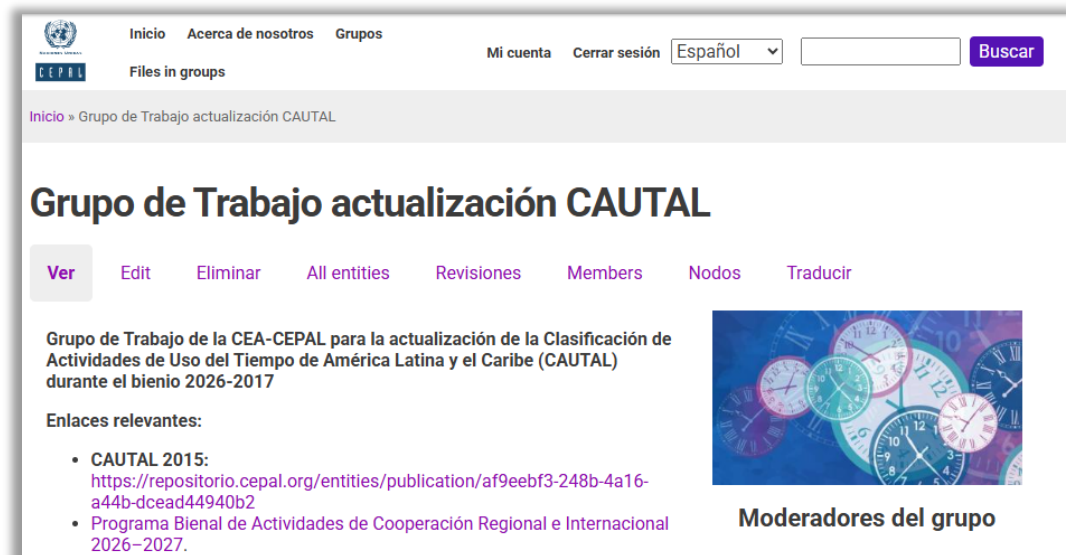 NACIONES UNIDAS
CEPAL
Inicio Acerca de nosotros Grupos
Files in groups
Mi cuenta Cerrar sesión Español Buscar
Inicio » Grupo de Trabajo actualización CAUTAL
Grupo de Trabajo actualización CAUTAL
Ver Edit Eliminar All entities Revisiones Members Nodos Traducir
Grupo de Trabajo de la CEA-CEPAL para la actualización de la Clasificación de
Actividades de Uso del Tiempo de América Latina y el Caribe (CAUTAL)
durante el bienio 2026-2017
Enlaces relevantes:
• CAUTAL 2015:
https://repositorio.cepal.org/entities/publication/af9eebf3-248b-4a16-
a44b-dcead44940b2
• Programa Bienal de Actividades de Cooperación Regional e Internacional
2026–2027.
Moderadores del grupo